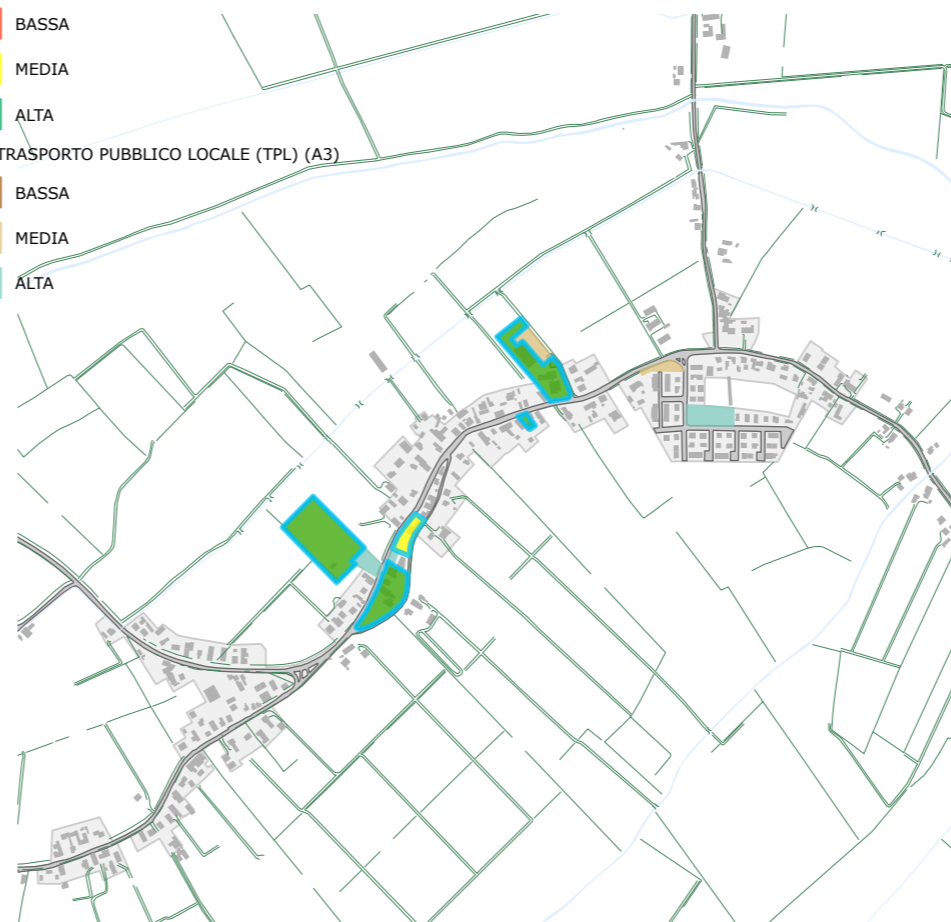 BASSA
MEDIA
ALTA
TRASPORTO PUBBLICO LOCALE (TPL) (A3)
BASSA
MEDIA
ALTA